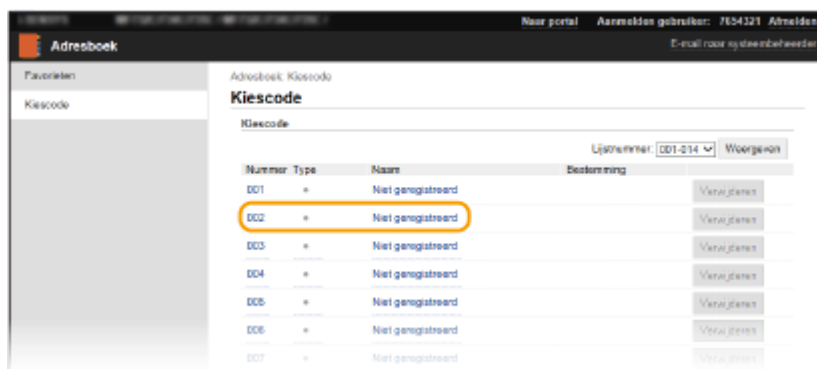 Naar portal Aanmelden gebruiker: 7654321 Afmelden
Adresboek E-mail naar systeembeheerder
Favorieten
Kiescode
Adresboek: Kiescode
Kiescode
Kiescode
Lijstnummer: 001-014 Weergeven
Nummer Type Naam Bestemming
001 Niet geregistreerd Verwijderen
002 Niet geregistreerd Verwijderen
003 Niet geregistreerd Verwijderen
004 Niet geregistreerd Verwijderen
005 Niet geregistreerd Verwijderen
006 Niet geregistreerd Verwijderen
007 Niet geregistreerd Verwijderen